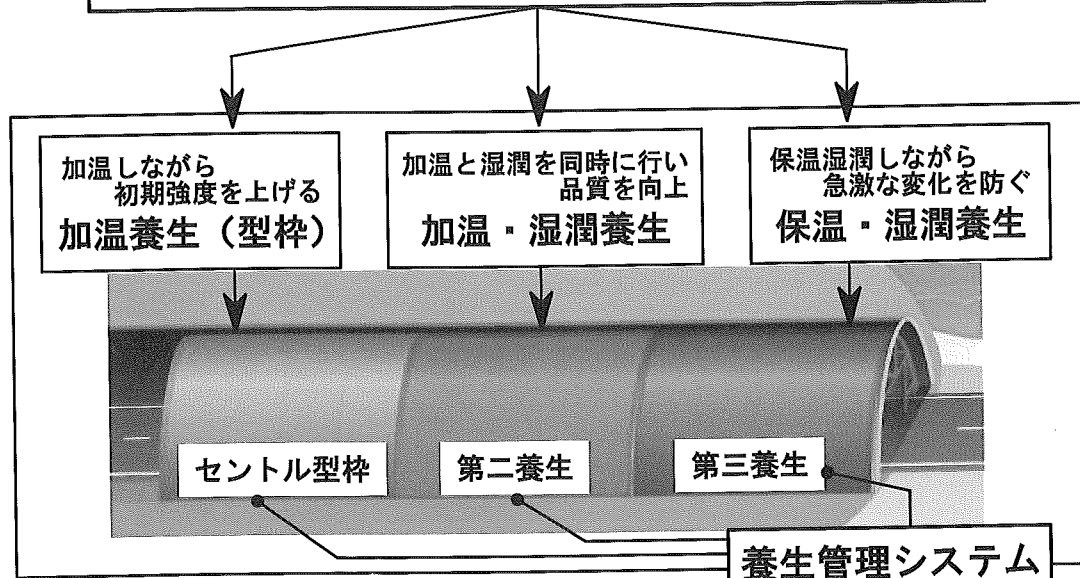 加温しながら
初期強度を上げる
加温養生（型枠）
加温と湿潤を同時に行い
品質を向上
加温・湿潤養生
保温湿潤しながら
急激な変化を防ぐ
保温・湿潤養生
セントル型枠
第二養生
第三養生
養生管理システム